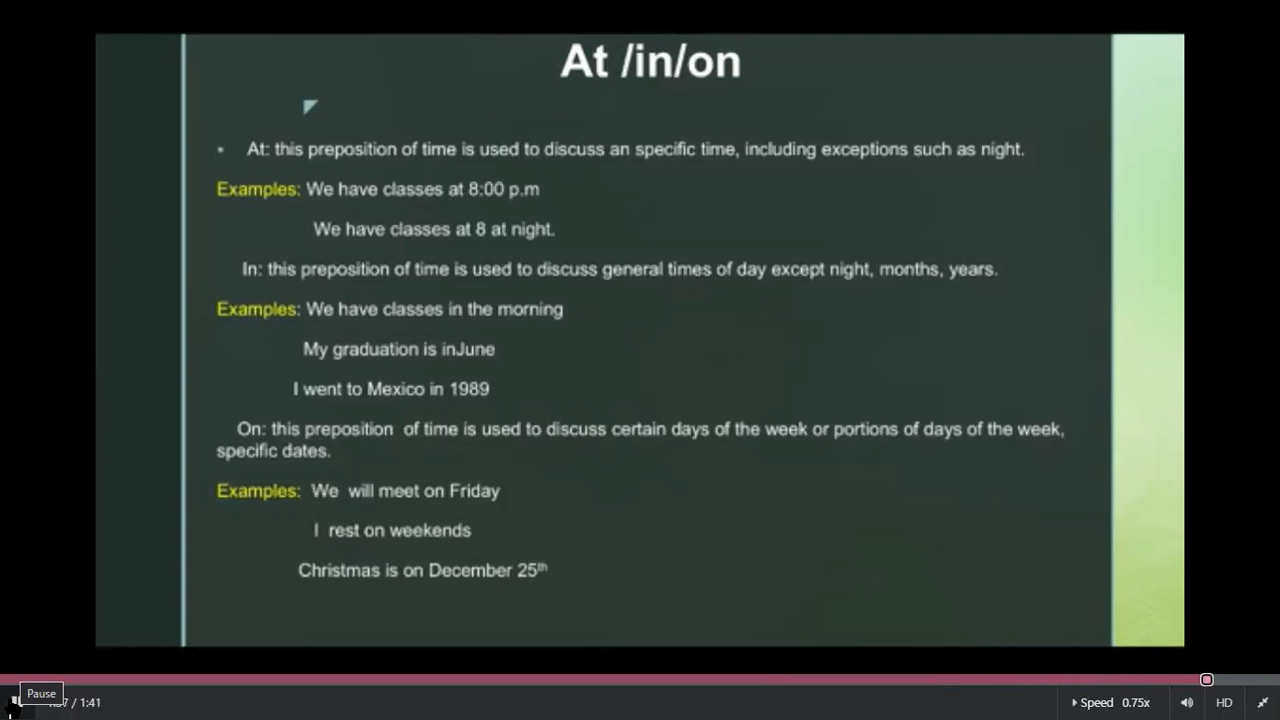 At /in/on
• At: this preposition of time is used to discuss an specific time, including exceptions such as night.
Examples: We have classes at 8:00 p.m
We have classes at 8 at night.
In: this preposition of time is used to discuss general times of day except night, months, years.
Examples: We have classes in the morning
My graduation is inJune
I went to Mexico in 1989
On: this preposition of time is used to discuss certain days of the week or portions of days of the week,
specific dates.
Examples: We will meet on Friday
I rest on weekends
Christmas is on December 25th
Pause
/ 1:41
Speed 0.75x
HD